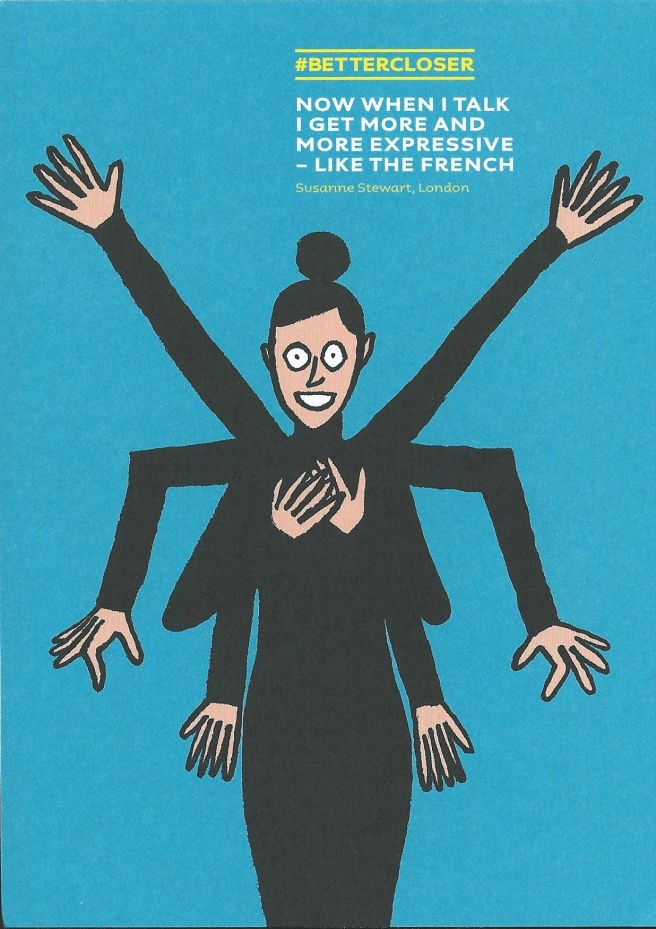 #BETTERCLOSER
NOW WHEN I TALK
I GET MORE AND
MORE EXPRESSIVE
– LIKE THE FRENCH
Susanne Stewart, London